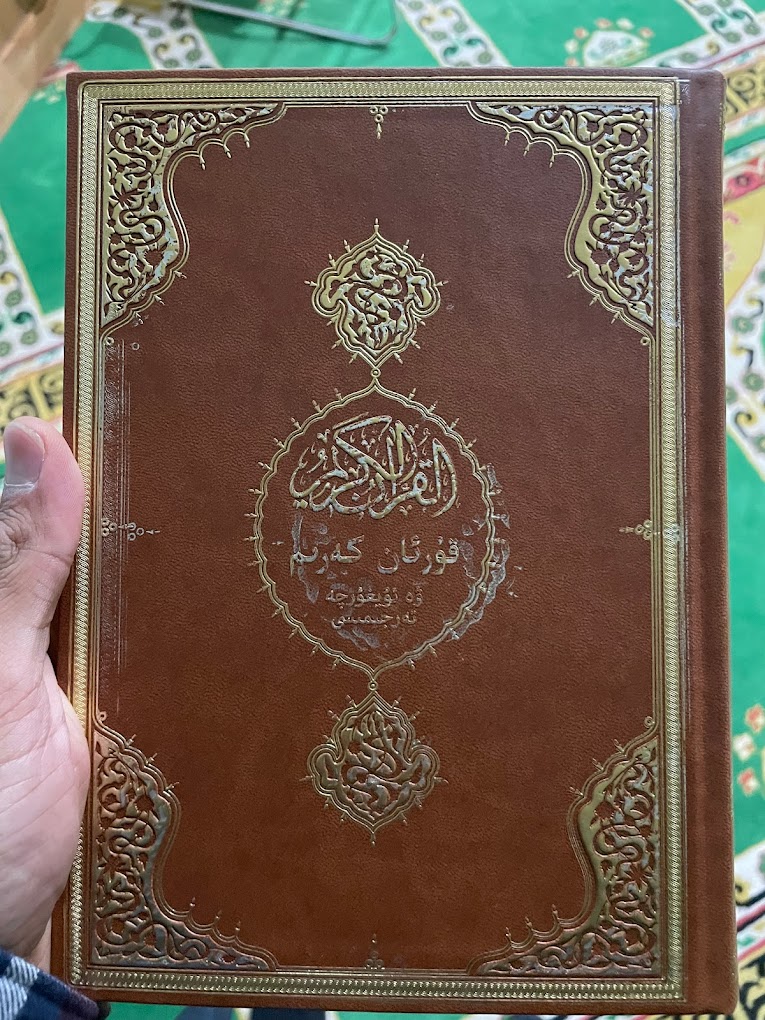 القرآن الكريم
قۇرئان كەرىم
ۋە ئۇيغۇرچە
تەرجىمىسى